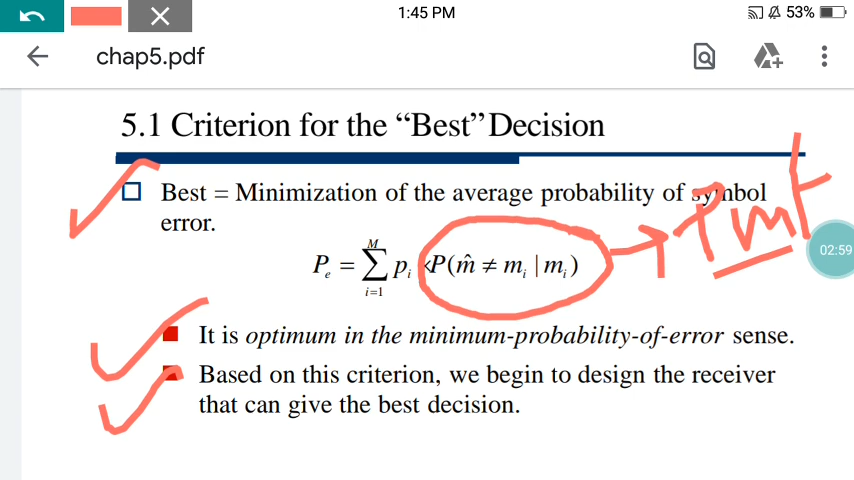 1:45 PM
53%
chap5.pdf
5.1 Criterion for the “Best” Decision
Best = Minimization of the average probability of symbol
error.
P_e = \sum_{i=1}^{M} p_i P(m̂ ≠ m_i | m_i)
It is optimum in the minimum-probability-of-error sense.
Based on this criterion, we begin to design the receiver
that can give the best decision.
02:59